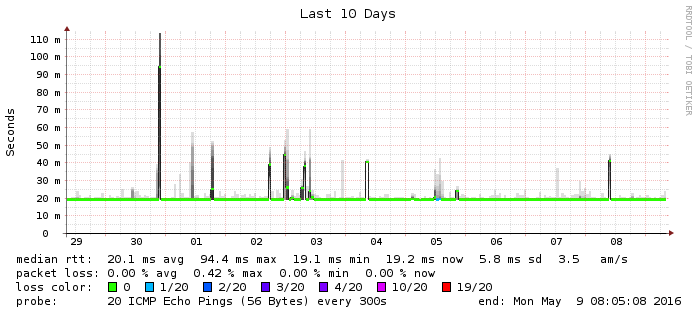 Last 10 Days
RRDTOOL / TOBI OETIKER
Seconds
110 m
100 m
90 m
80 m
70 m
60 m
50 m
40 m
30 m
20 m
10 m
0
29 30 01 02 03 04 05 06 07 08
median rtt: 20.1 ms avg 94.4 ms max 19.1 ms min 19.2 ms now 5.8 ms sd 3.5 am/s
packet loss: 0.00 % avg 0.42 % max 0.00 % min 0.00 % now
loss color: 0 1/20 2/20 3/20 4/20 10/20 19/20
probe: 20 ICMP Echo Pings (56 Bytes) every 300s end: Mon May 9 08:05:08 2016